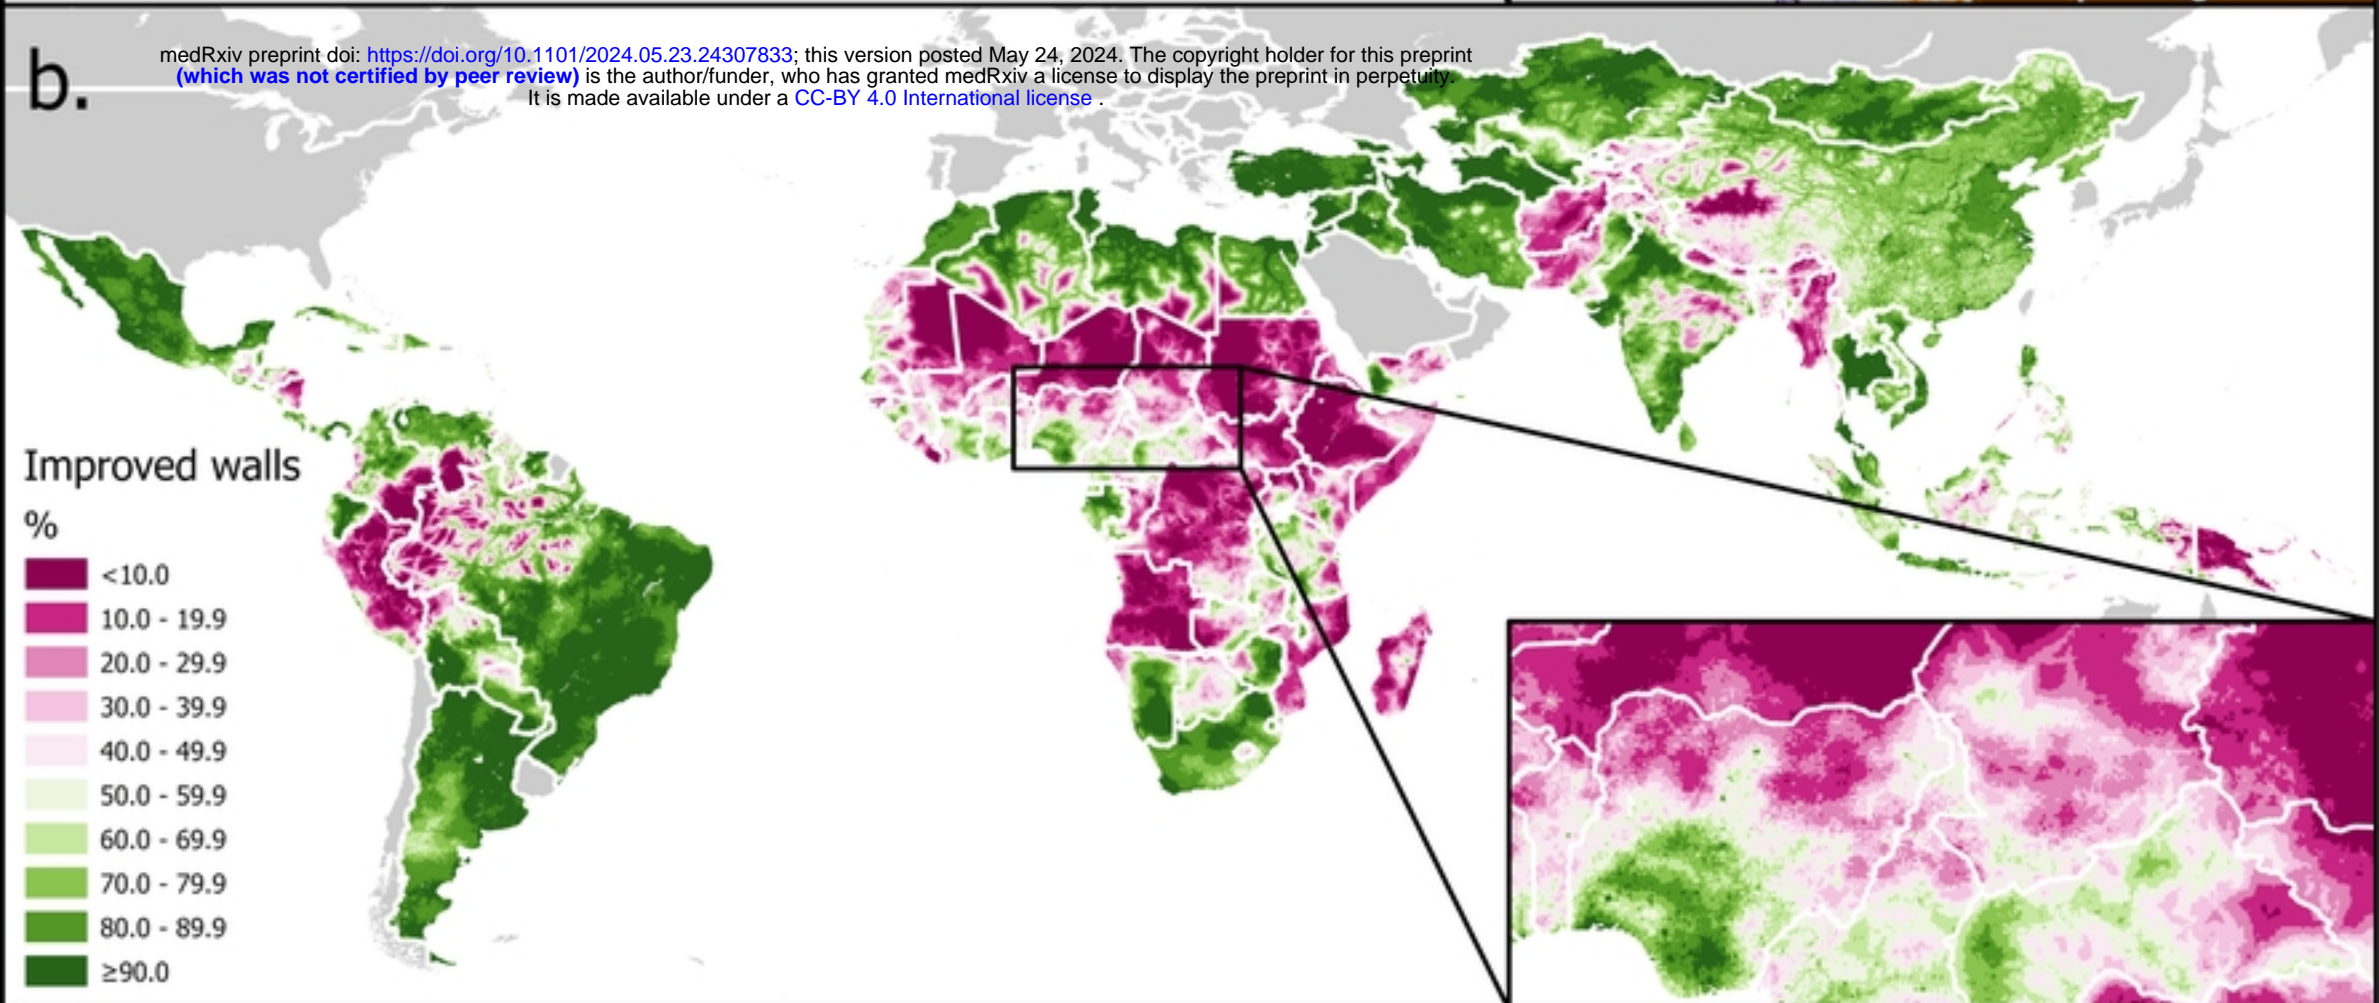 b.
medRxiv preprint doi: https://doi.org/10.1101/2024.05.23.24307833; this version posted May 24, 2024. The copyright holder for this preprint
(which was not certified by peer review) is the author/funder, who has granted medRxiv a license to display the preprint in perpetuity.
It is made available under a CC-BY 4.0 International license .
Improved walls
%
<10.0
10.0 - 19.9
20.0 - 29.9
30.0 - 39.9
40.0 - 49.9
50.0 - 59.9
60.0 - 69.9
70.0 - 79.9
80.0 - 89.9
≥90.0